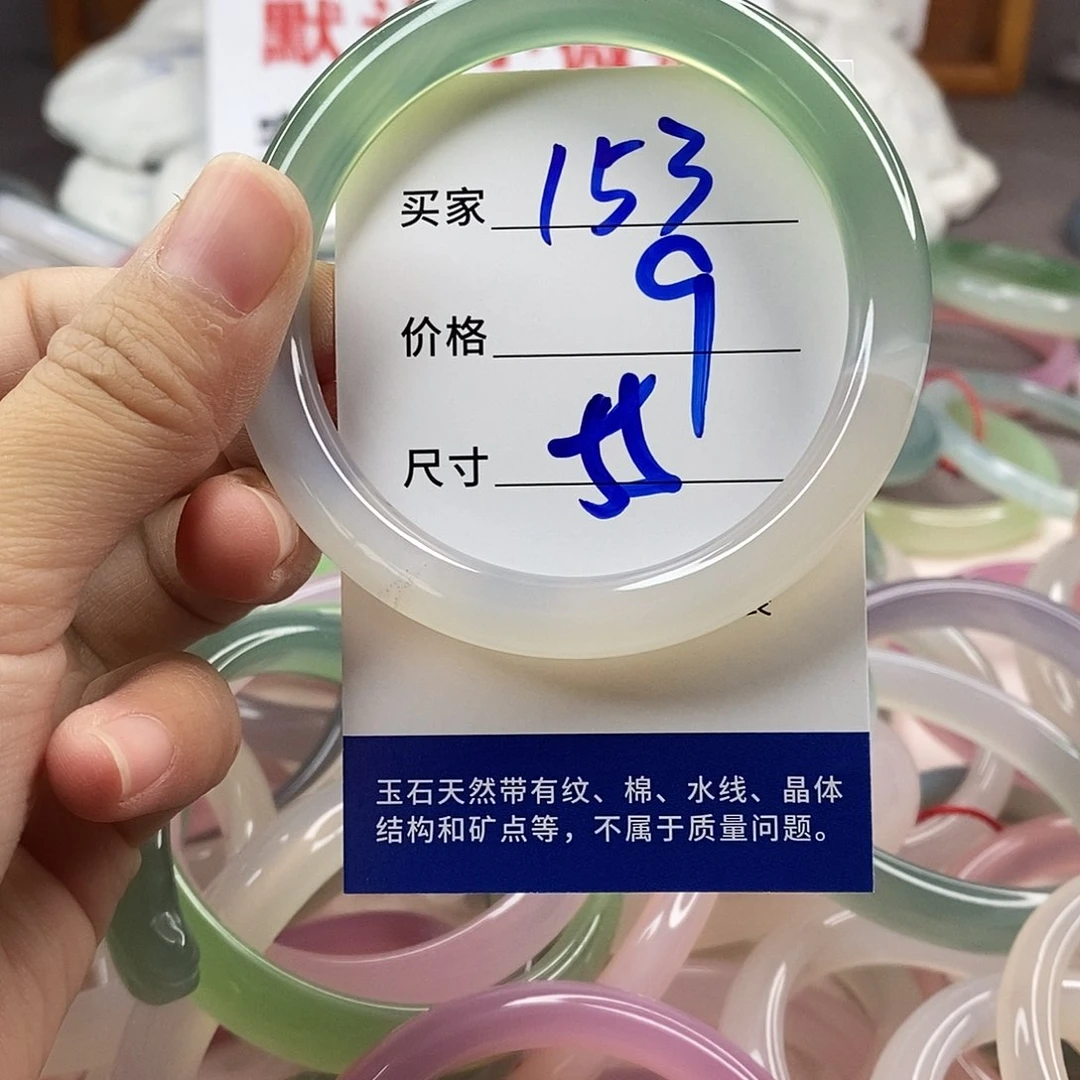 默
买家 153
价格 9
尺寸
玉石天然带有纹、棉、水线、晶体
结构和矿点等，不属于质量问题。